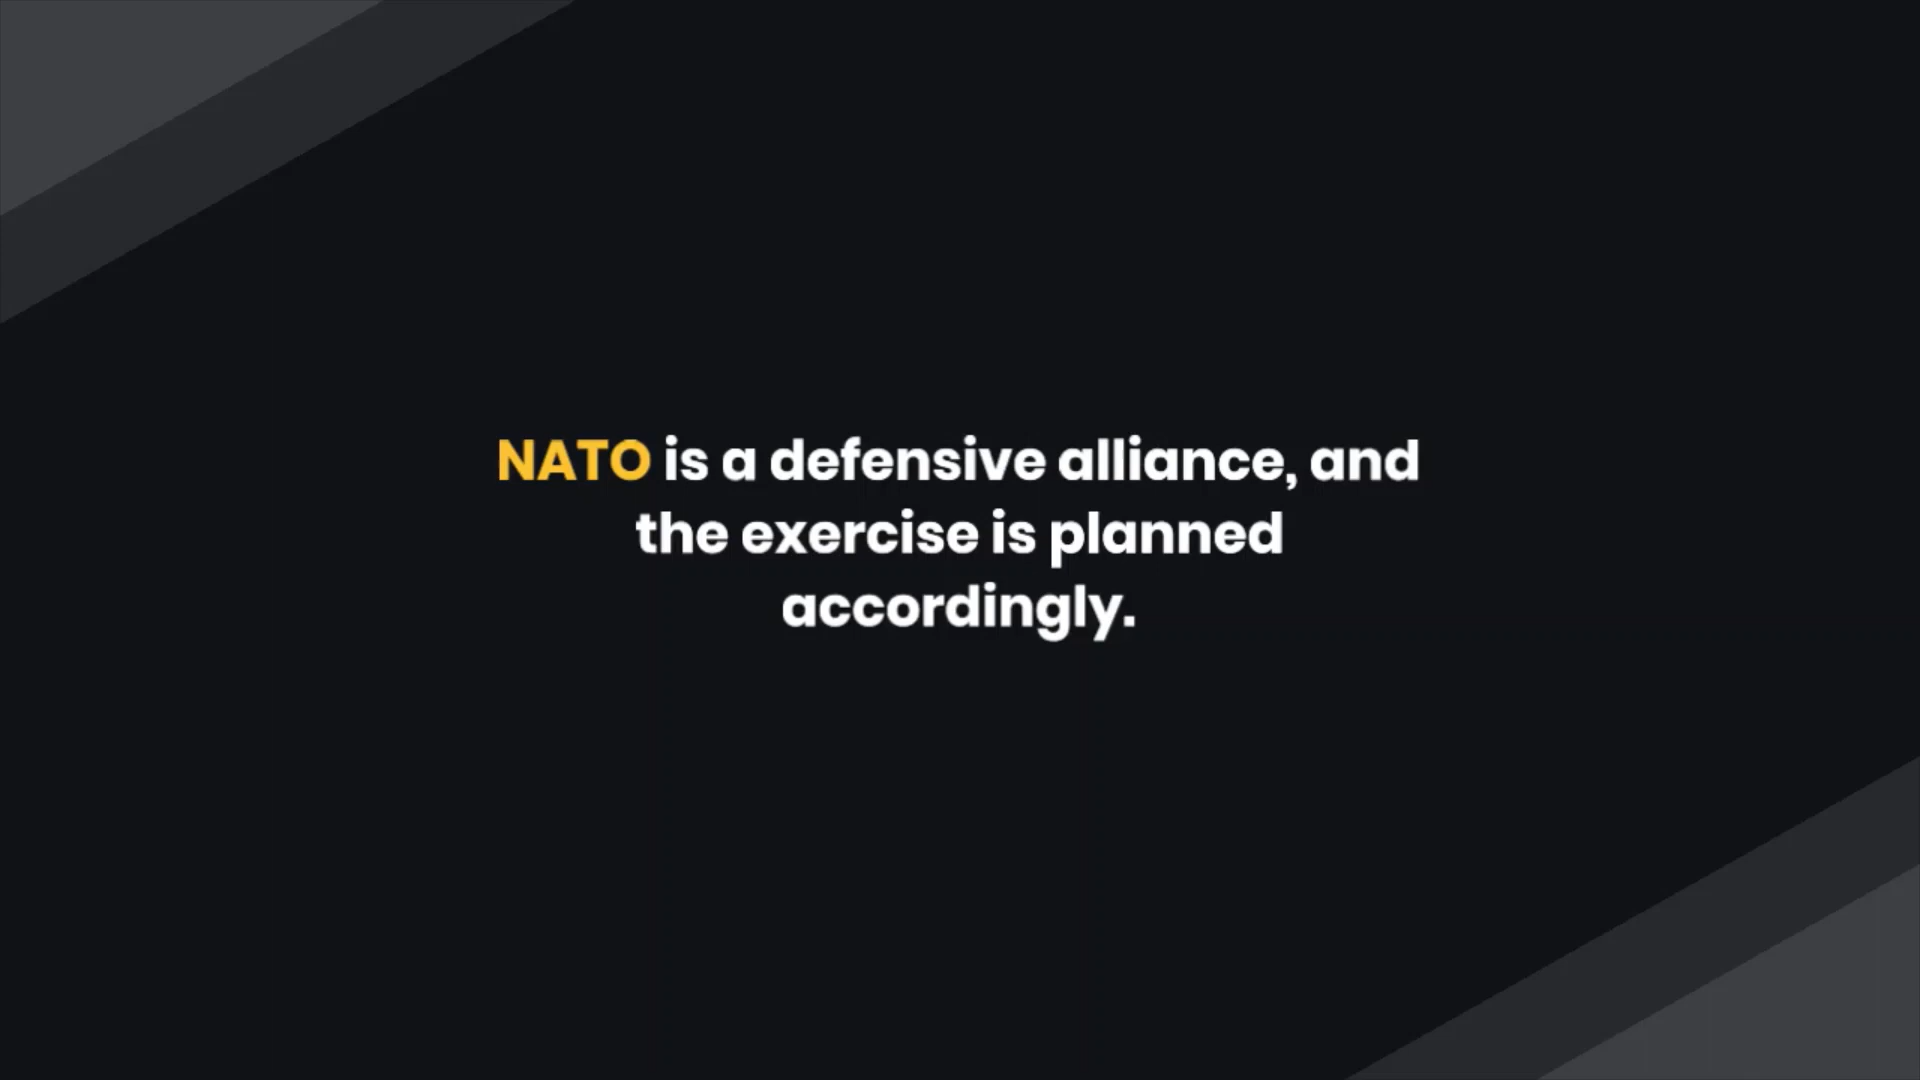 NATO is a defensive alliance, and
the exercise is planned
accordingly.